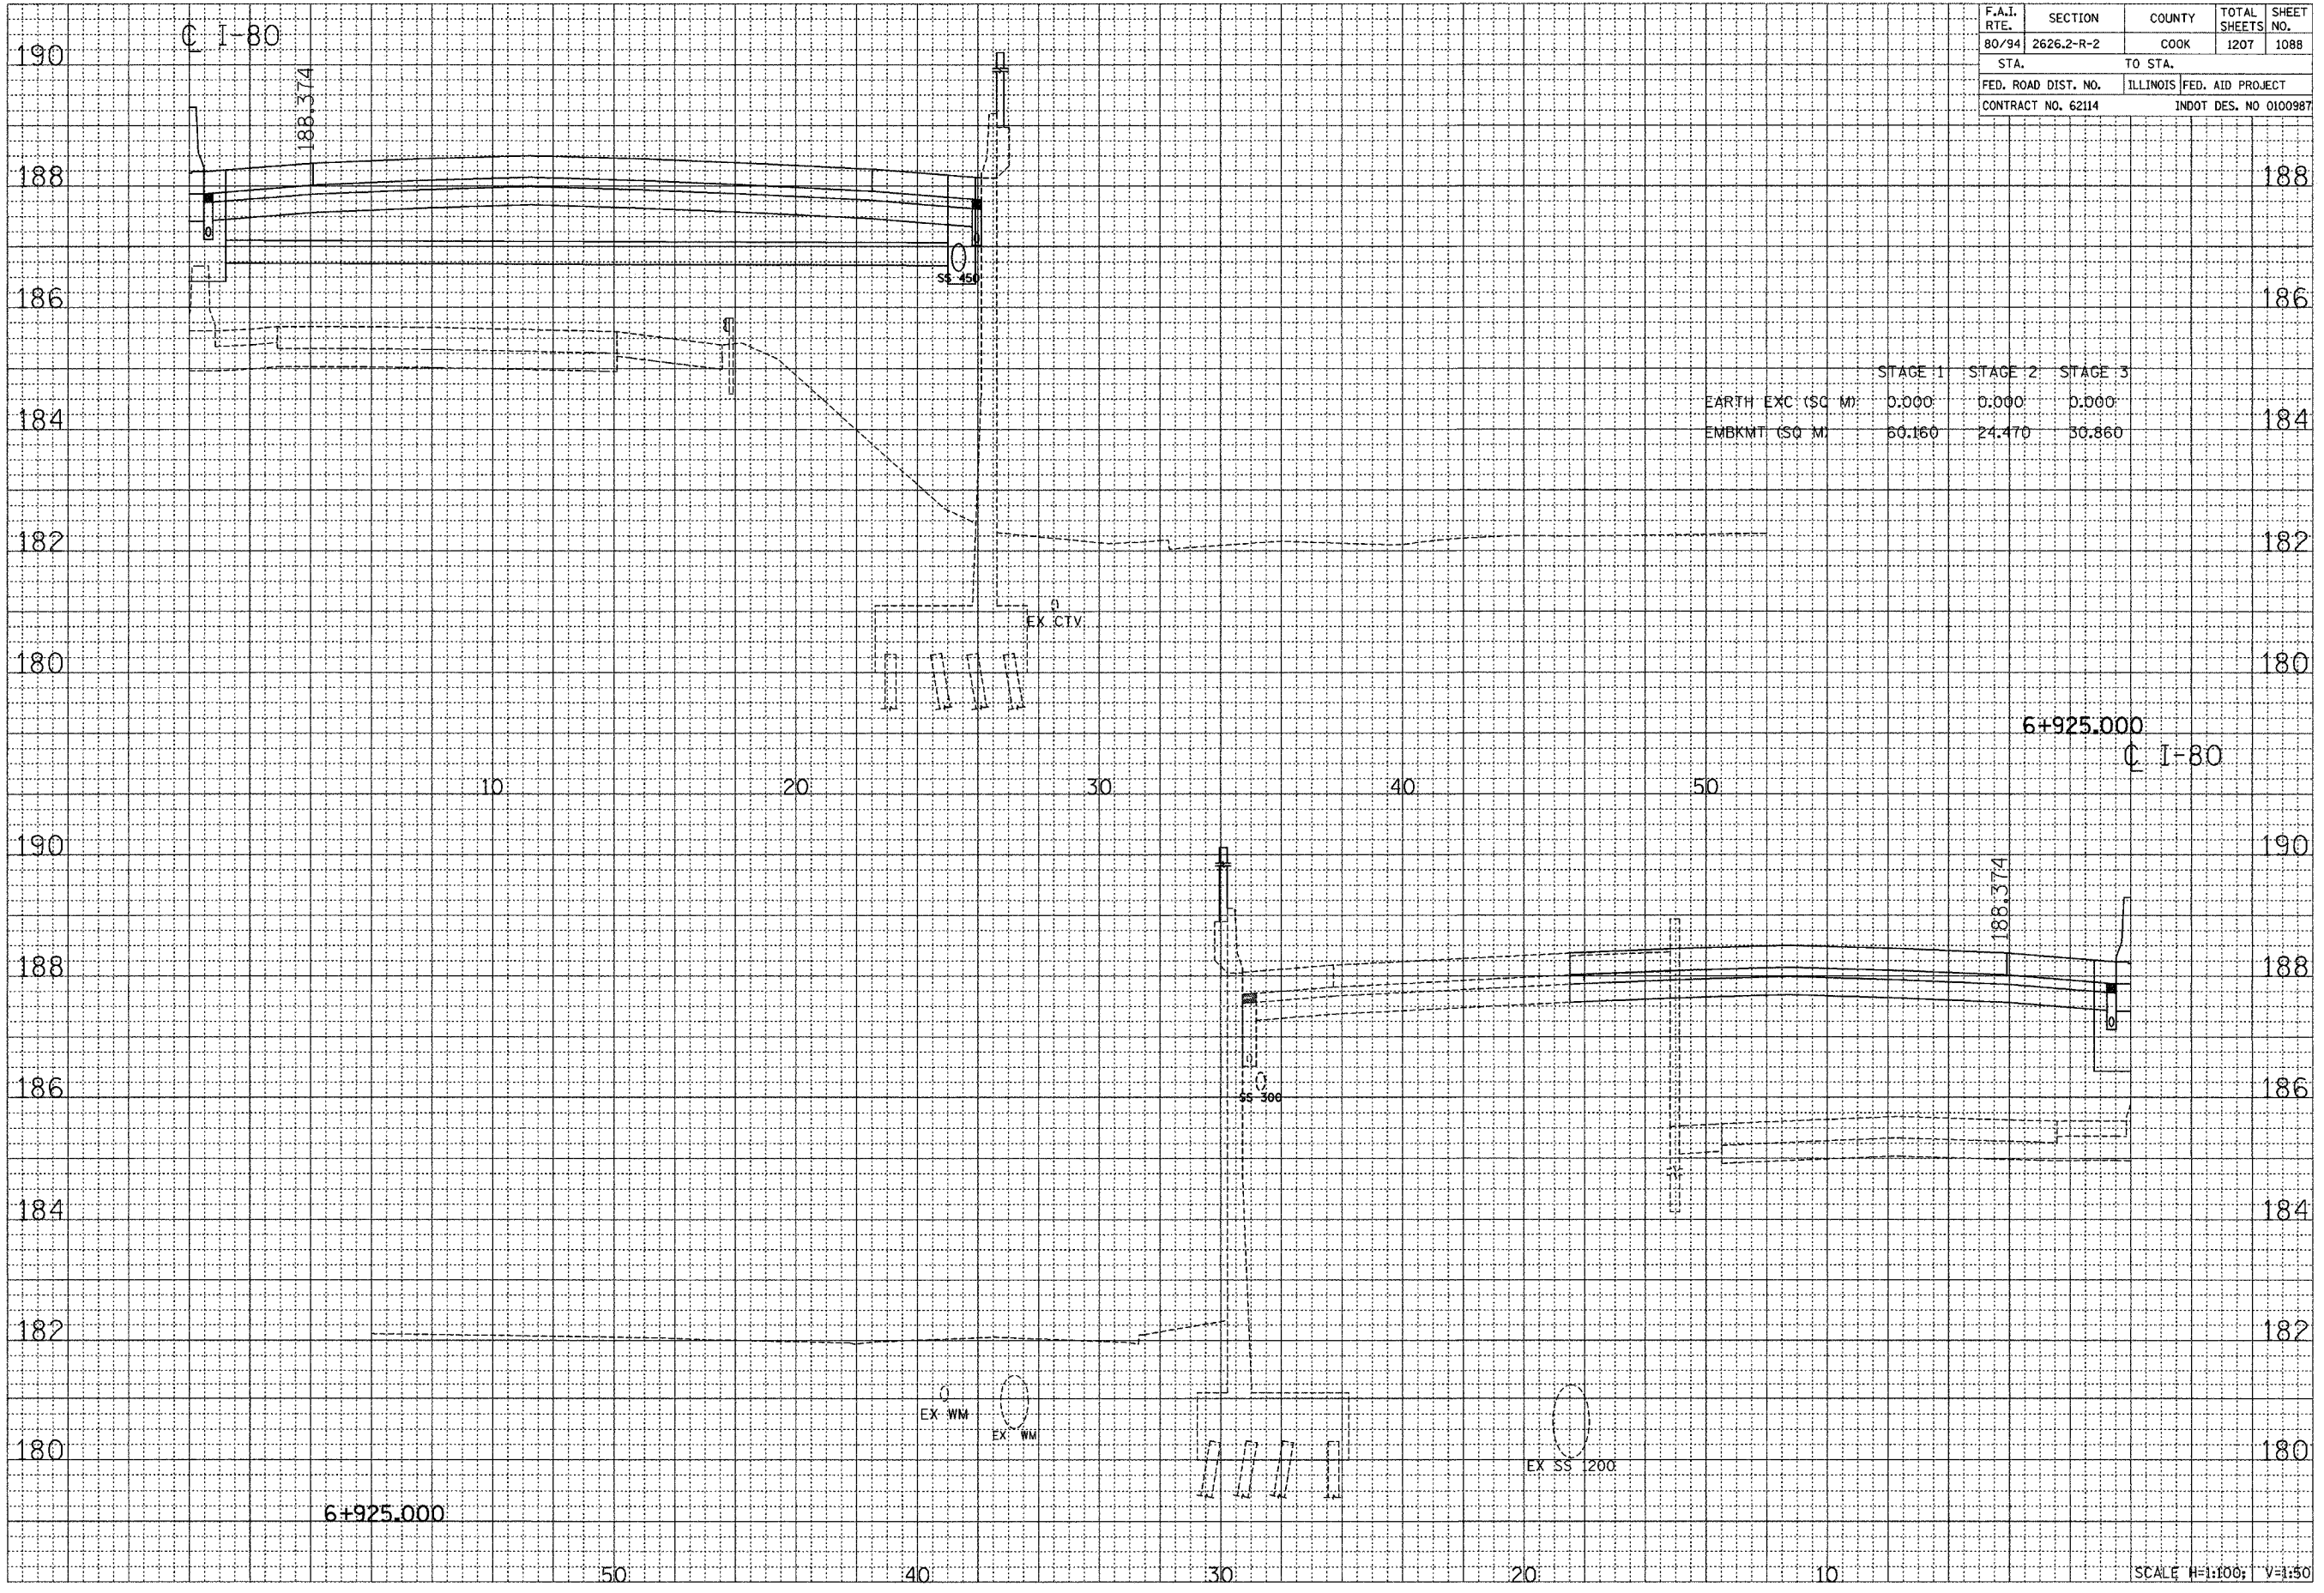 F.A.I. RTE. SECTION COUNTY TOTAL SHEETS SHEET NO.
80/94 2626.2-R-2 COOK 1207 1088
STA. TO STA.
FED. ROAD DIST. NO. ILLINOIS FED. AID PROJECT
CONTRACT NO. 62114 INDOT DES. NO 0100987
℄ I-80
190
188.374
188 188
SS 450
186 186
STAGE 1 STAGE 2 STAGE 3
EARTH EXC (SQ M) 0.000 0.000 0.000
184 184
EMBKMT (SQ M) 60.160 24.470 30.860
182 182
EX CTV
180 180
6+925.000
℄ I-80
10 20 30 40 50
190 190
188.374
188 188
186 186
SS 300
184 184
182 182
EX WM
EX WM
180 180
EX SS 1200
6+925.000
50 40 30 20 10
SCALE H=1:100; V=1:50